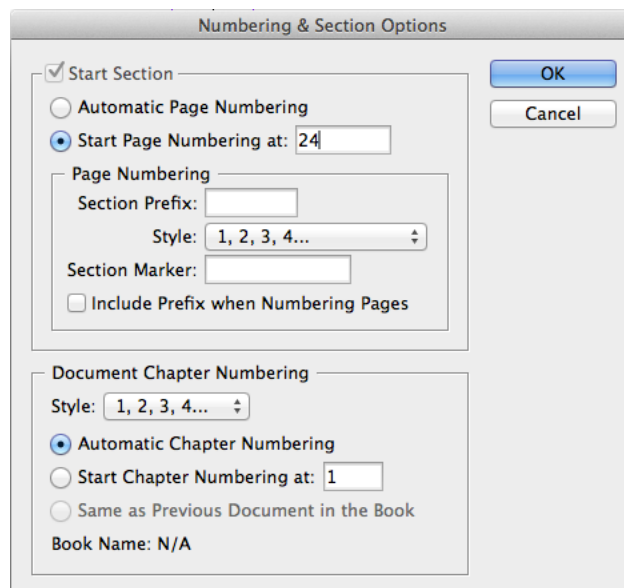 Numbering & Section Options
Start Section
OK
Automatic Page Numbering
Cancel
Start Page Numbering at: 24
Page Numbering
Section Prefix:
Style: 1, 2, 3, 4...
Section Marker:
Include Prefix when Numbering Pages
Document Chapter Numbering
Style: 1, 2, 3, 4...
Automatic Chapter Numbering
Start Chapter Numbering at: 1
Same as Previous Document in the Book
Book Name: N/A